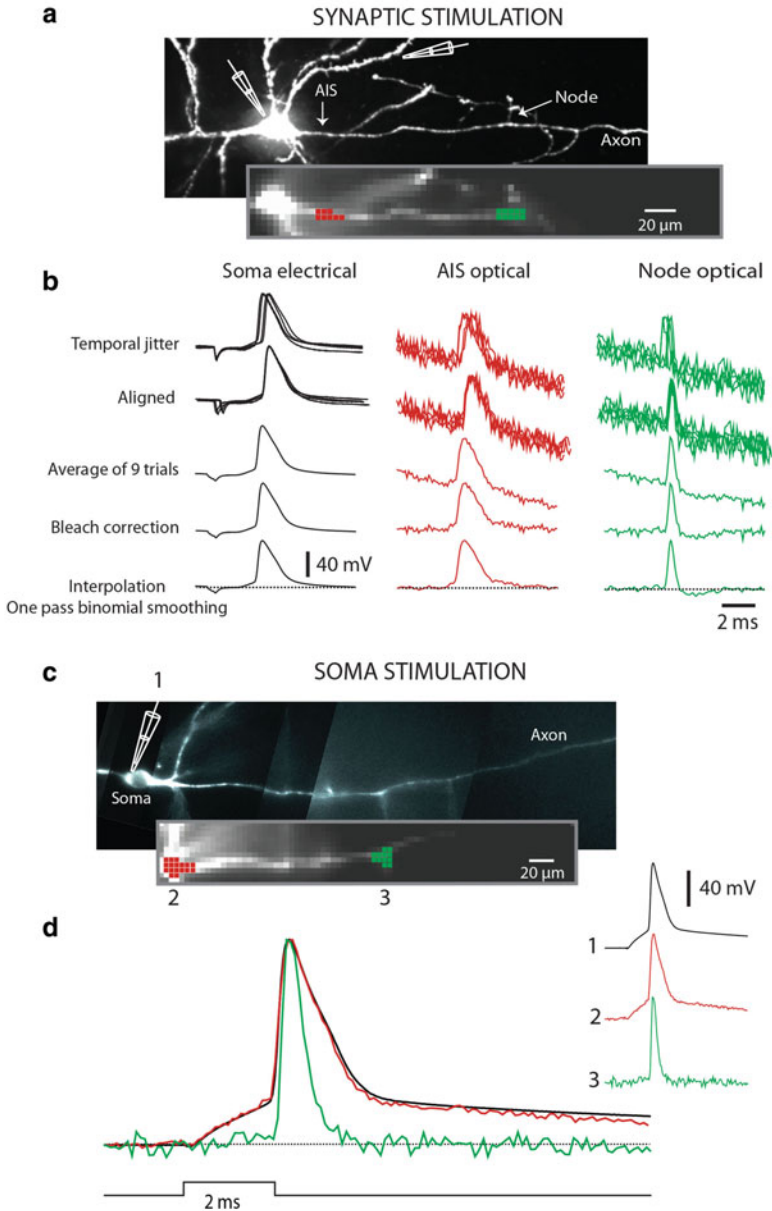 a
SYNAPTIC STIMULATION
AIS
Node
Axon
20 µm
b
Soma electrical
AIS optical
Node optical
Temporal jitter
Aligned
Average of 9 trials
Bleach correction
40 mV
Interpolation
One pass binomial smoothing
2 ms
c
SOMA STIMULATION
1
Axon
Soma
20 µm
2
3
40 mV
d
1
2
3
2 ms